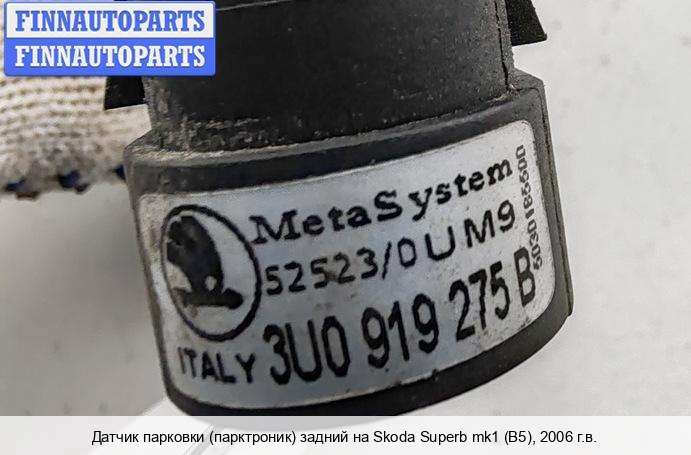 FINNAUTOPARTS
FINNAUTOPARTS
MetaSystem
52523/0UM9
3U0 919 275 B
ITALY
Датчик парковки (парктроник) задний на Skoda Superb mk1 (B5), 2006 г.в.